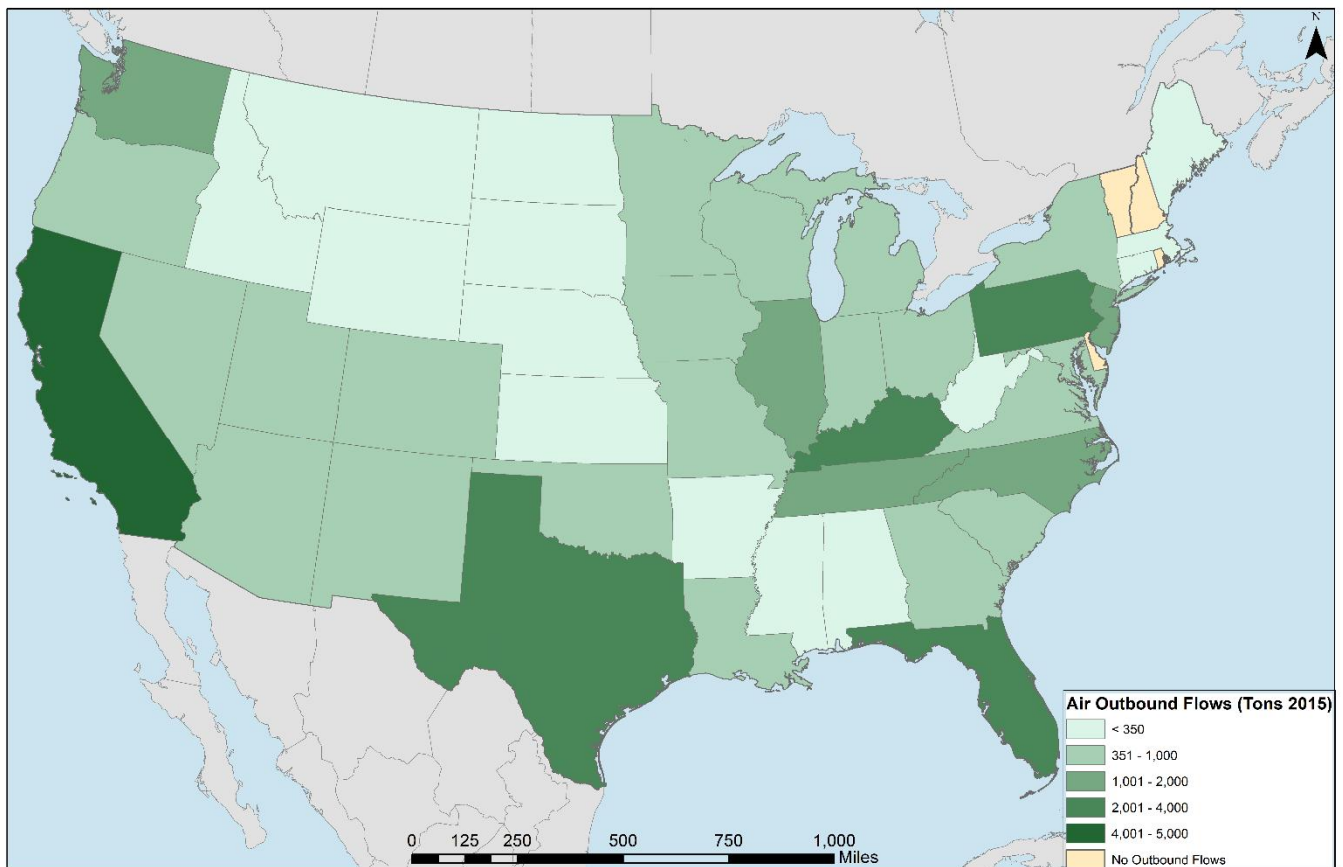 N
Air Outbound Flows (Tons 2015)
< 350
351 - 1,000
1,001 - 2,000
2,001 - 4,000
4,001 - 5,000
No Outbound Flows
0 125 250 500 750 1,000
Miles